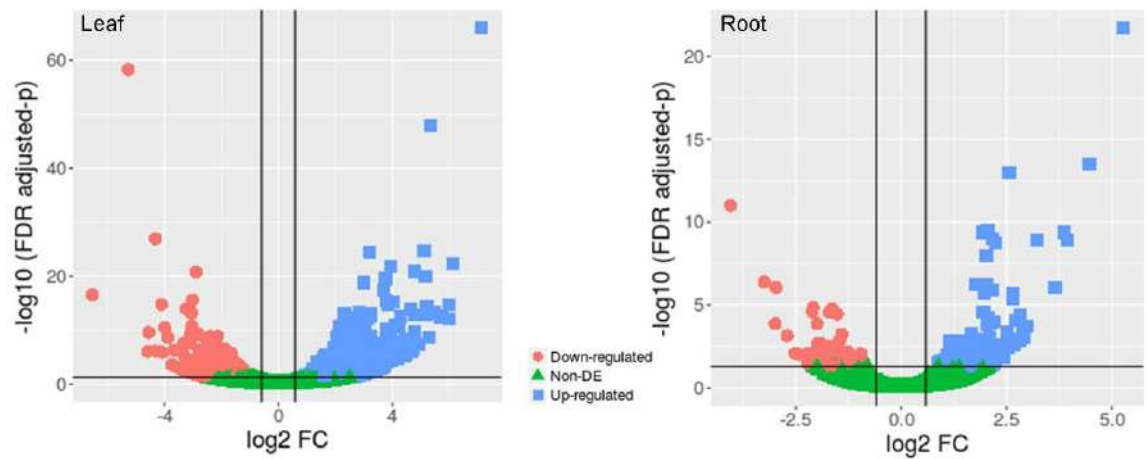 Leaf
-log10 (FDR adjusted-p)
60
40
20
0
-4
0
4
log2 FC
Down-regulated
Non-DE
Up-regulated
Root
-log10 (FDR adjusted-p)
20
15
10
5
0
-2.5
0.0
2.5
5.0
log2 FC